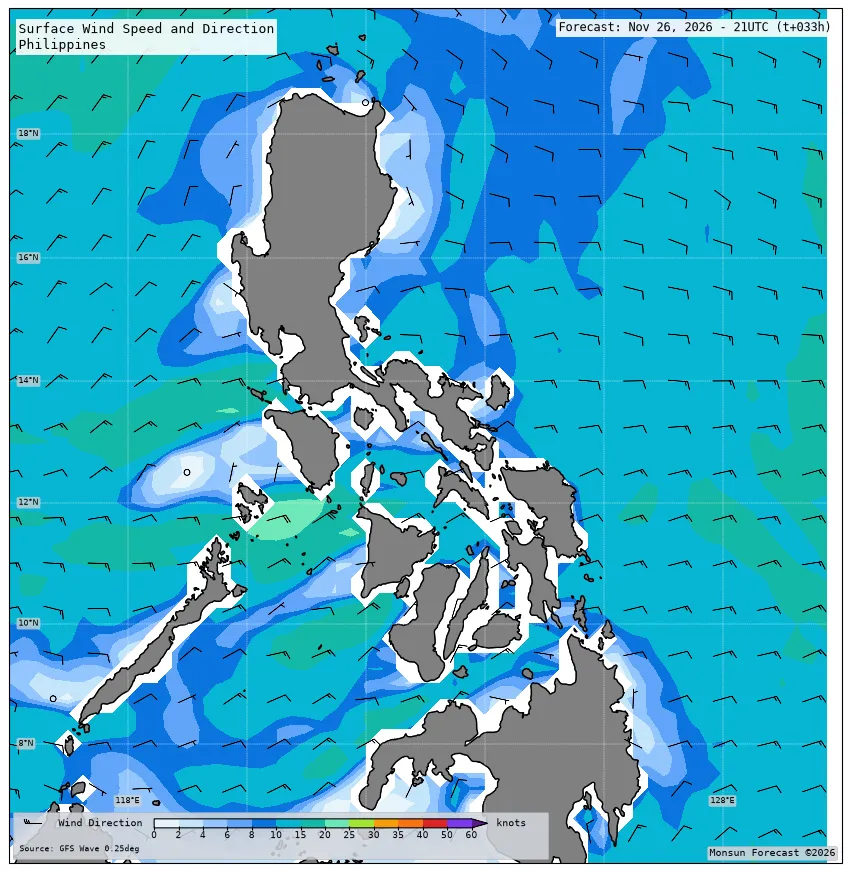 Surface Wind Speed and Direction
Philippines
Forecast: Nov 26, 2026 - 21UTC (t+033h)
18°N
16°N
14°N
12°N
10°N
8°N
118°E
128°E
Wind Direction
knots
0 2 4 6 8 10 15 20 25 30 35 40 50 60
Source: GFS Wave 0.25deg
Monsun Forecast ©2026